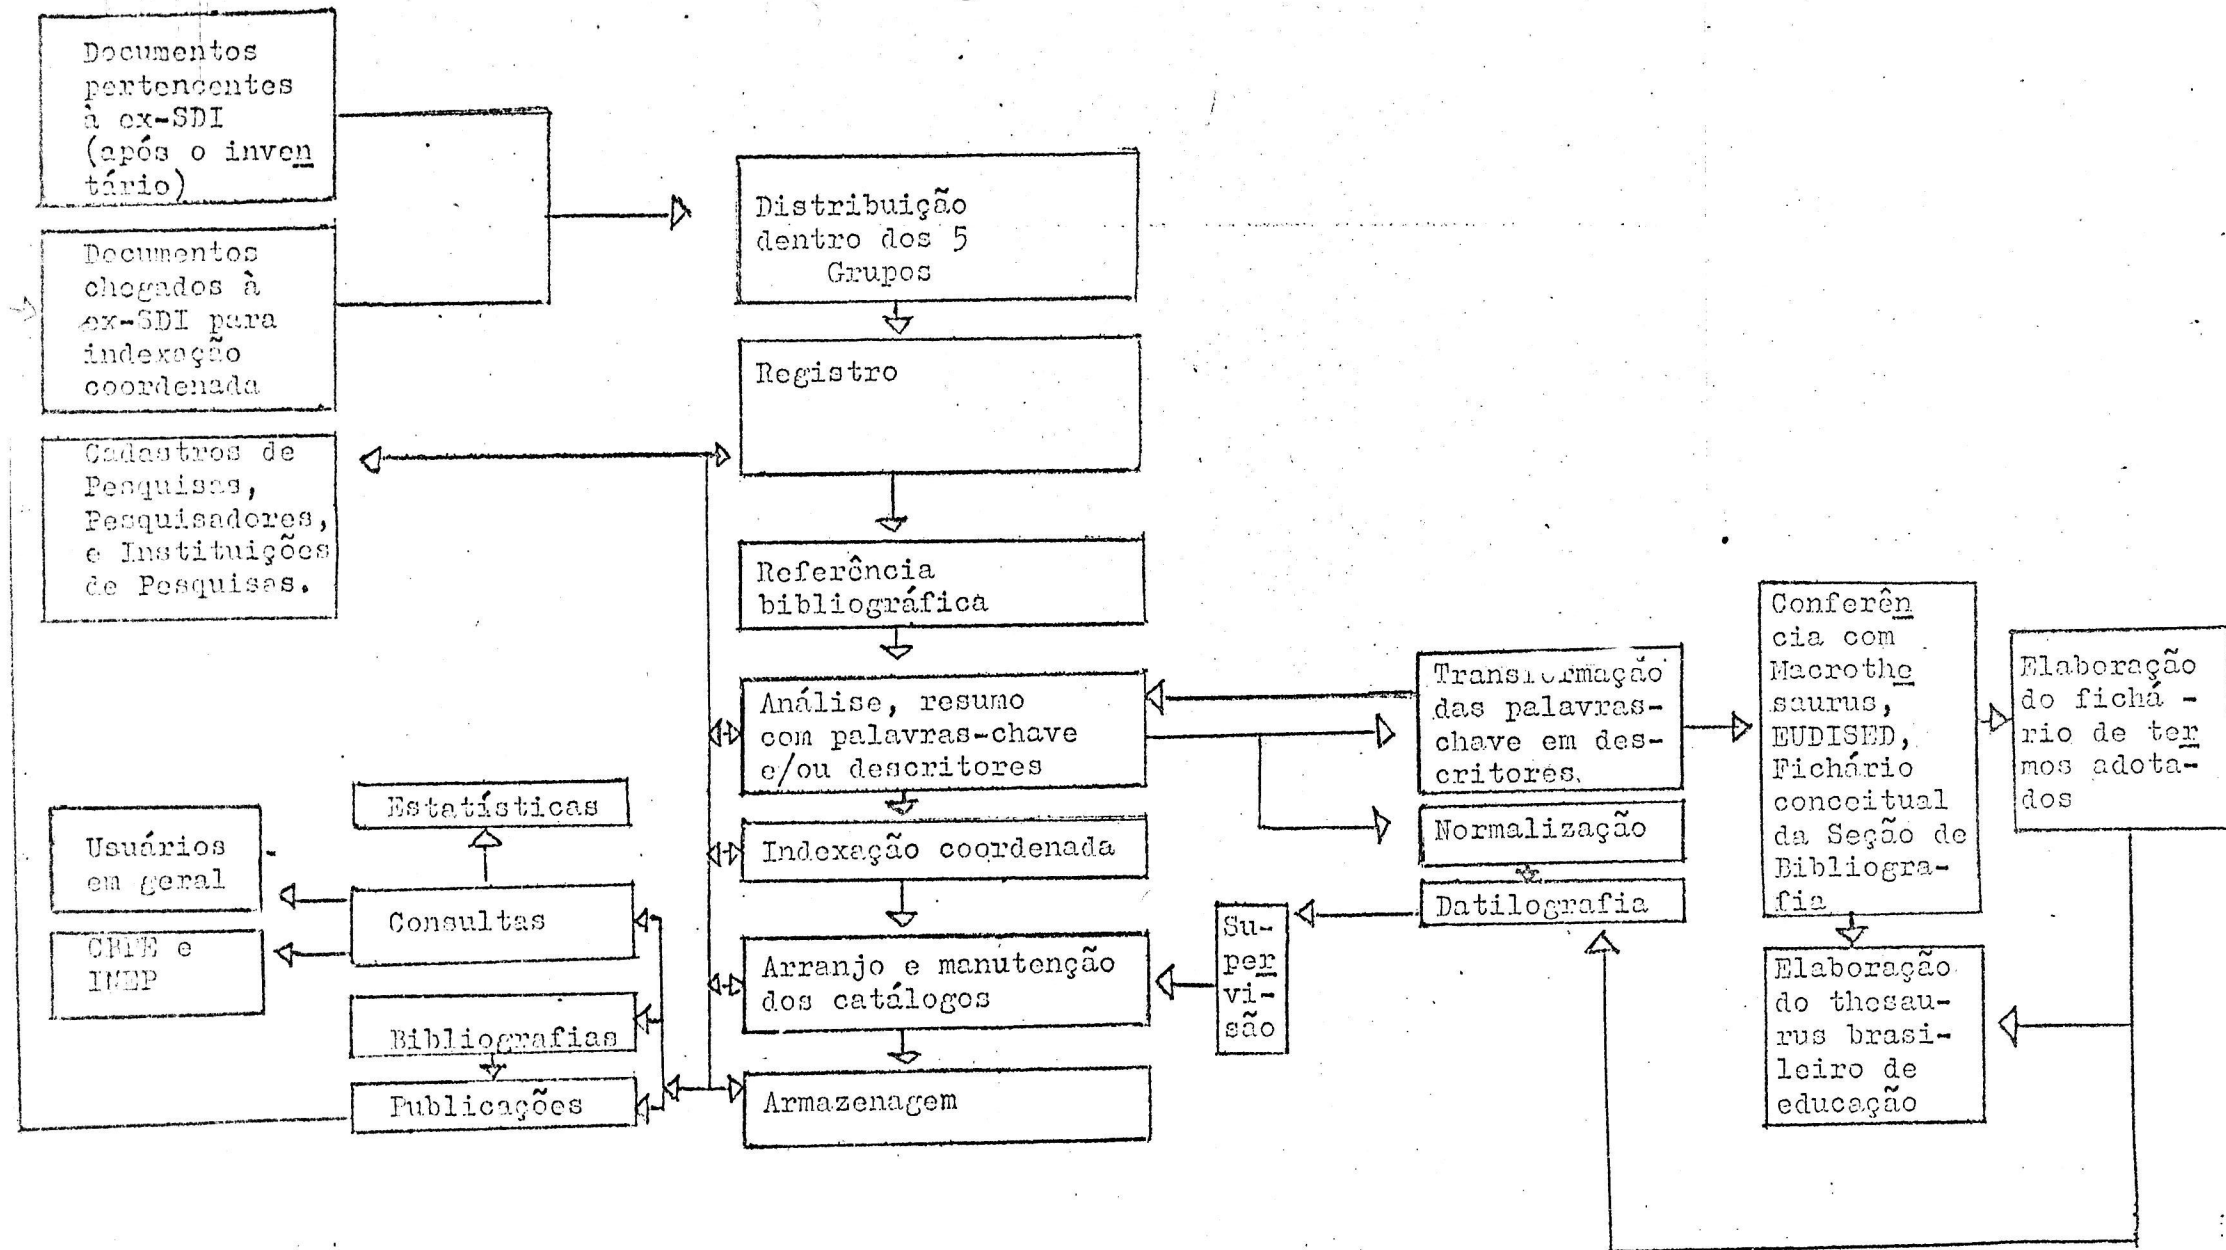 Documentos
pertencentes
à ex-SDI
(após o inven
tário)
Documentos
chegados à
ex-SDI para
indexação
coordenada
Cadastros de
Pesquisas,
Pesquisadores,
e Instituições
de Pesquisas.
Distribuição
dentro dos 5
Grupos
Registro
Referência
bibliográfica
Análise, resumo
com palavras-chave
e/ou descritores
Indexação coordenada
Arranjo e manutenção
dos catálogos
Armazenagem
Estatísticas
Usuários
em geral
Consultas
CBPE e
INEP
Bibliografias
Publicações
Transformação
das palavras-
chave em des-
critores.
Normalização
Datilografia
Su-
per
vi-
são
Conferên
cia com
Macrothe
saurus,
EUDISED,
Fichário
conceitual
da Seção de
Bibliogra-
fia
Elaboração
do fichá -
rio de ter
mos adota-
dos
Elaboração
do thesau-
rus brasi-
leiro de
educação